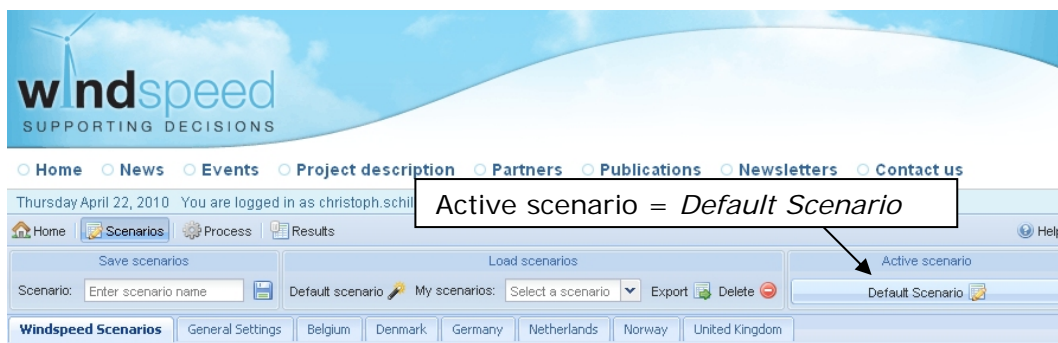 windspeed
SUPPORTING DECISIONS
Home News Events Project description Partners Publications Newsletters Contact us
Thursday April 22, 2010 You are logged in as christoph.schil
Active scenario = Default Scenario
Home Scenarios Process Results Help
Save scenarios Load scenarios Active scenario
Scenario: Enter scenario name Default scenario My scenarios: Select a scenario Export Delete Default Scenario
Windspeed Scenarios General Settings Belgium Denmark Germany Netherlands Norway United Kingdom